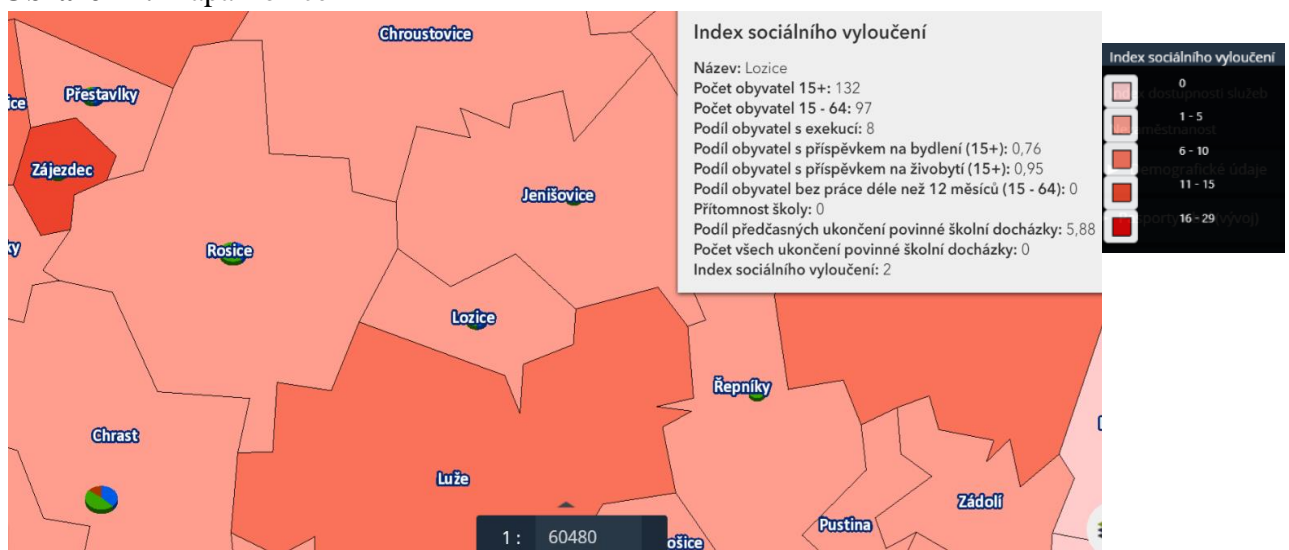 Chroustovice
Přestavlky
ice
Zájezdec
Jenišovice
ky
Rosice
Lozice
Řepníky
Chrast
Luže
Zádolí
Pustina
ošice
1 : 60480
Index sociálního vyloučení
Název: Lozice
Počet obyvatel 15+: 132
Počet obyvatel 15 - 64: 97
Podíl obyvatel s exekucí: 8
Podíl obyvatel s příspěvkem na bydlení (15+): 0,76
Podíl obyvatel s příspěvkem na živobytí (15+): 0,95
Podíl obyvatel bez práce déle než 12 měsíců (15 - 64): 0
Přítomnost školy: 0
Podíl předčasných ukončení povinné školní docházky: 5,88
Počet všech ukončení povinné školní docházky: 0
Index sociálního vyloučení: 2
Index sociálního vyloučení
0
1 - 5
6 - 10
11 - 15
16 - 29